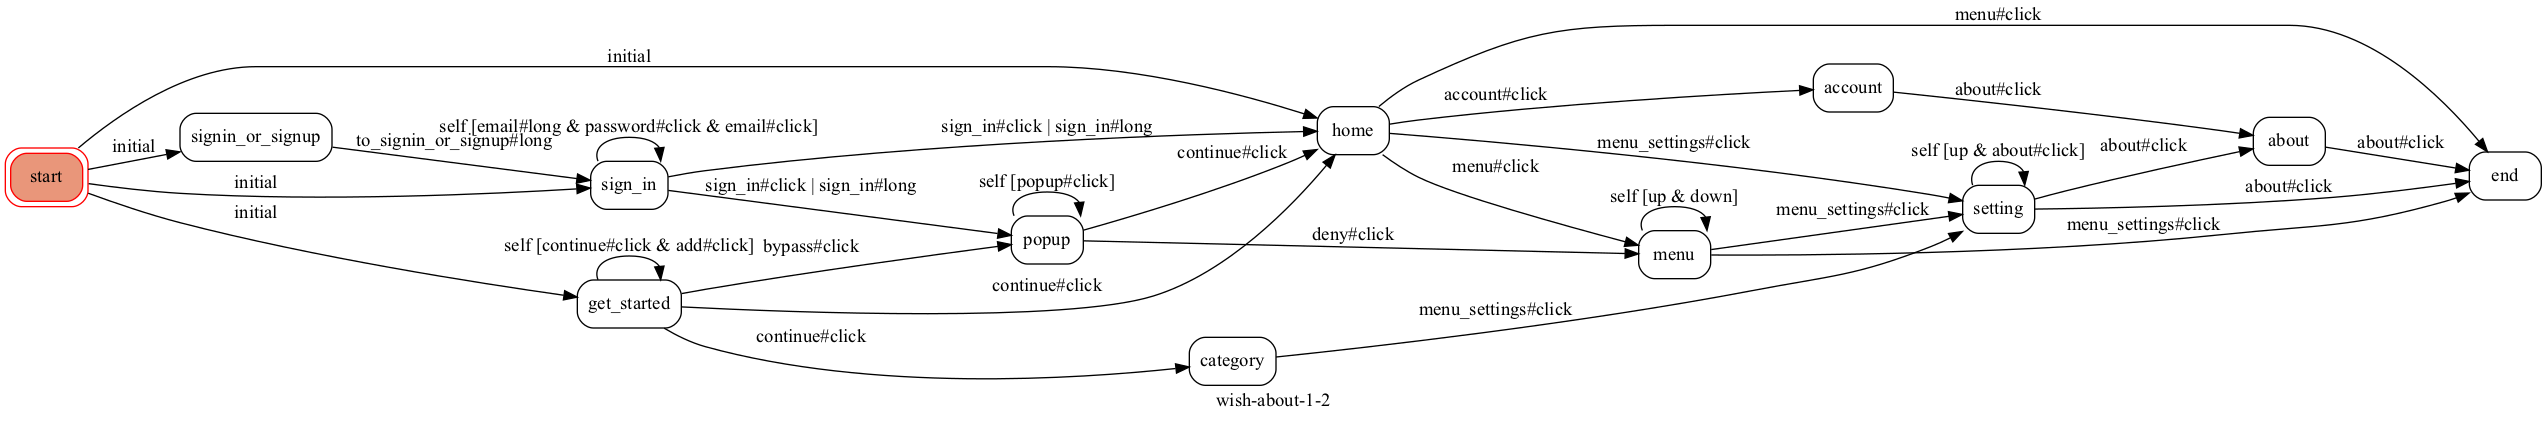 menu#click
initial
account#click
account
about#click
initial
signin_or_signup
self [email#long & password#click & email#click]
to_signin_or_signup#long
sign_in#click | sign_in#long
home
menu_settings#click
about
about#click
start
initial
sign_in
sign_in#click | sign_in#long
continue#click
menu#click
self [up & about#click]
about#click
end
initial
self [popup#click]
self [up & down]
menu_settings#click
setting
about#click
popup
deny#click
menu
menu_settings#click
self [continue#click & add#click]
bypass#click
get_started
continue#click
continue#click
category
menu_settings#click
wish-about-1-2